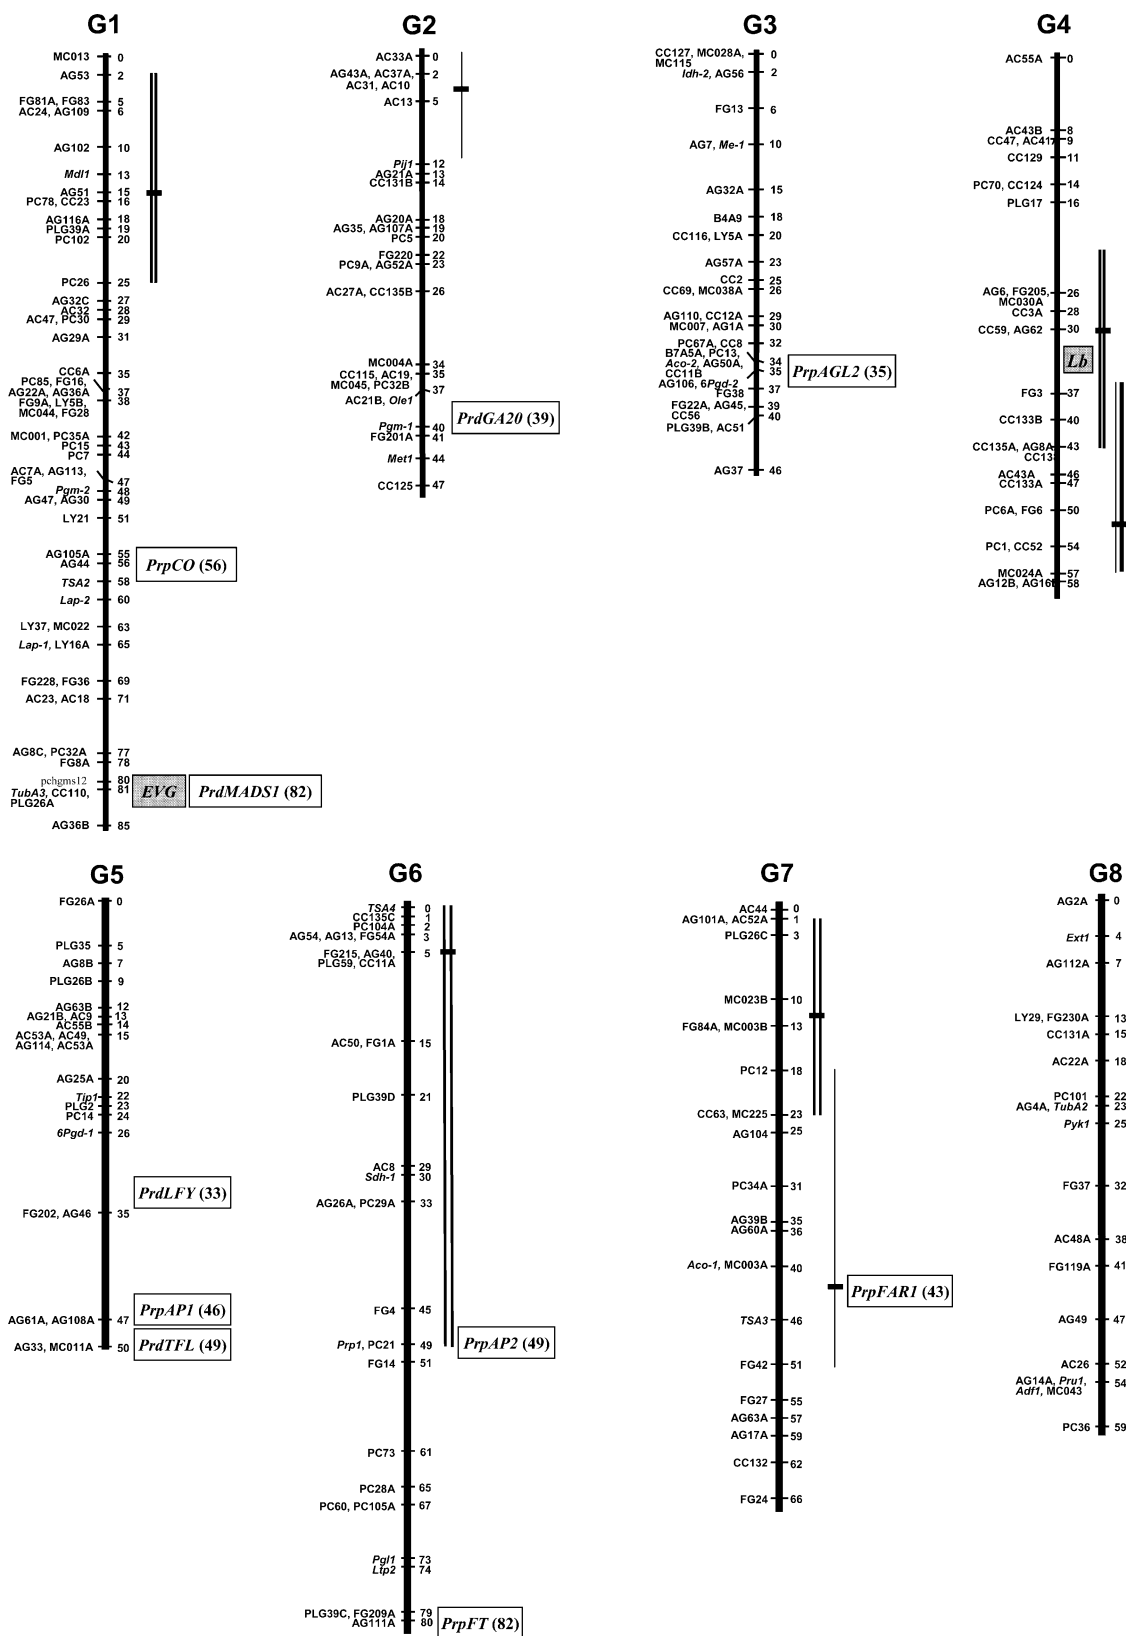 G1
MC013 0
AG53 2
FG81A, FG83 5
AC24, AG109 6
AG102 10
Mdl1 13
AG51 15
PC78, CC23 16
AG116A 18
PLG39A 19
PC102 20
PC26 25
AG32C 27
AC32 28
AC47, PC30 29
AG29A 31
CC6A 35
PC85, FG16,
AG22A, AG36A 37
FG9A, LY5B, 38
MC044, FG28
MC001, PC35A 42
PC15 43
PC7 44
AC7A, AG113,
FG5 47
Pgm-2 48
AG47, AG30 49
LY21 51
AG105A 55
AG44 56
PrpCO (56)
TSA2 58
Lap-2 60
LY37, MC022 63
Lap-1, LY16A 65
FG228, FG36 69
AC23, AC18 71
AG8C, PC32A 77
FG8A 78
pchgms12 80
TubA3, CC110, 81
PLG26A
EVG PrdMADS1 (82)
AG36B 85
G2
AC33A 0
AG43A, AC37A, 2
AC31, AC10
AC13 5
Pij1 12
AG21A 13
CC131B 14
AG20A 18
AG35, AG107A 19
PC5 20
FG220 22
PC9A, AG52A 23
AC27A, CC135B 26
MC004A 34
CC115, AC19, 35
MC045, PC32B 37
AC21B, Ole1
PrdGA20 (39)
Pgm-1 40
FG201A 41
Met1 44
CC125 47
G3
CC127, MC028A, 0
MC115
Idh-2, AG56 2
FG13 6
AG7, Me-1 10
AG32A 15
B4A9 18
CC116, LY5A 20
AG57A 23
CC2 25
CC69, MC038A 26
AG110, CC12A 29
MC007, AG1A 30
PC67A, CC8 32
B7A5A, PC13,
Aco-2, AG50A, 34
CC11B 35
PrpAGL2 (35)
AG106, 6Pgd-2 37
FG38
FG22A, AG45, 39
CC56 40
PLG39B, AC51
AG37 46
G4
AC55A 0
AC43B 8
CC47, AC41 9
CC129 11
PC70, CC124 14
PLG17 16
AG6, FG205, 26
MC030A
CC3A 28
CC59, AG62 30
Lb
FG3 37
CC133B 40
CC135A, AG8A 43
CC13
AC43A 46
CC133A 47
PC6A, FG6 50
PC1, CC52 54
MC024A 57
AG12B, AG16 58
G5
FG26A 0
PLG35 5
AG8B 7
PLG26B 9
AG63B 12
AG21B, AC9 13
AC55B 14
AC53A, AC49, 15
AG114, AC53A
AG25A 20
Tip1 22
PLG2 23
PC14 24
6Pgd-1 26
PrdLFY (33)
FG202, AG46 35
PrpAP1 (46)
AG61A, AG108A 47
PrdTFL (49)
AG33, MC011A 50
G6
TSA4 0
CC135C 1
PC104A 2
AG54, AG13, FG54A 3
FG215, AG40, 5
PLG59, CC11A
AC50, FG1A 15
PLG39D 21
AC8 29
Sdh-1 30
AG26A, PC29A 33
FG4 45
Prp1, PC21 49
PrpAP2 (49)
FG14 51
PC73 61
PC28A 65
PC60, PC105A 67
Pgl1 73
Ltp2 74
PLG39C, FG209A 79
AG111A 80
PrpFT (82)
G7
AC44 0
AG101A, AC52A 1
PLG26C 3
MC023B 10
FG84A, MC003B 13
PC12 18
CC63, MC225 23
AG104 25
PC34A 31
AG39B 35
AG60A 36
Aco-1, MC003A 40
PrpFAR1 (43)
TSA3 46
FG42 51
FG27 55
AG63A 57
AG17A 59
CC132 62
FG24 66
G8
AG2A 0
Ext1 4
AG112A 7
LY29, FG230A 13
CC131A 15
AC22A 18
PC101 22
AG4A, TubA2 23
Pyk1 25
FG37 32
AC48A 38
FG119A 41
AG49 47
AC26 52
AG14A, Pru1, 54
Adf1, MC043
PC36 59